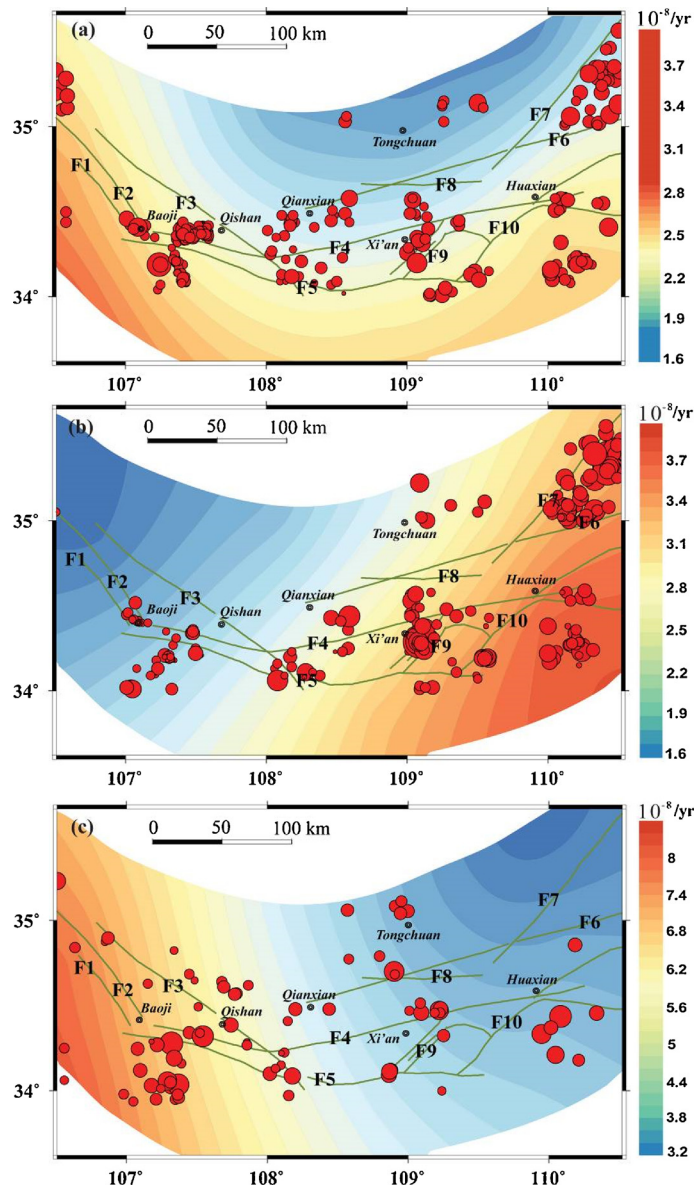 (a)
0 50 100 km
10⁻⁸/yr
3.7
3.4
3.1
2.8
2.5
2.2
1.9
1.6
35°
34°
107° 108° 109° 110°
F1
F2
F3
F4
F5
F6
F7
F8
F9
F10
Baoji
Qishan
Qianxian
Tongchuan
Xi'an
Huaxian
(b)
0 50 100 km
10⁻⁸/yr
3.7
3.4
3.1
2.8
2.5
2.2
1.9
1.6
35°
34°
107° 108° 109° 110°
F1
F2
F3
F4
F5
F6
F7
F8
F9
F10
Baoji
Qishan
Qianxian
Tongchuan
Xi'an
Huaxian
(c)
0 50 100 km
10⁻⁸/yr
8
7.4
6.8
6.2
5.6
5
4.4
3.8
3.2
35°
34°
107° 108° 109° 110°
F1
F2
F3
F4
F5
F6
F7
F8
F9
F10
Baoji
Qishan
Qianxian
Tongchuan
Xi'an
Huaxian